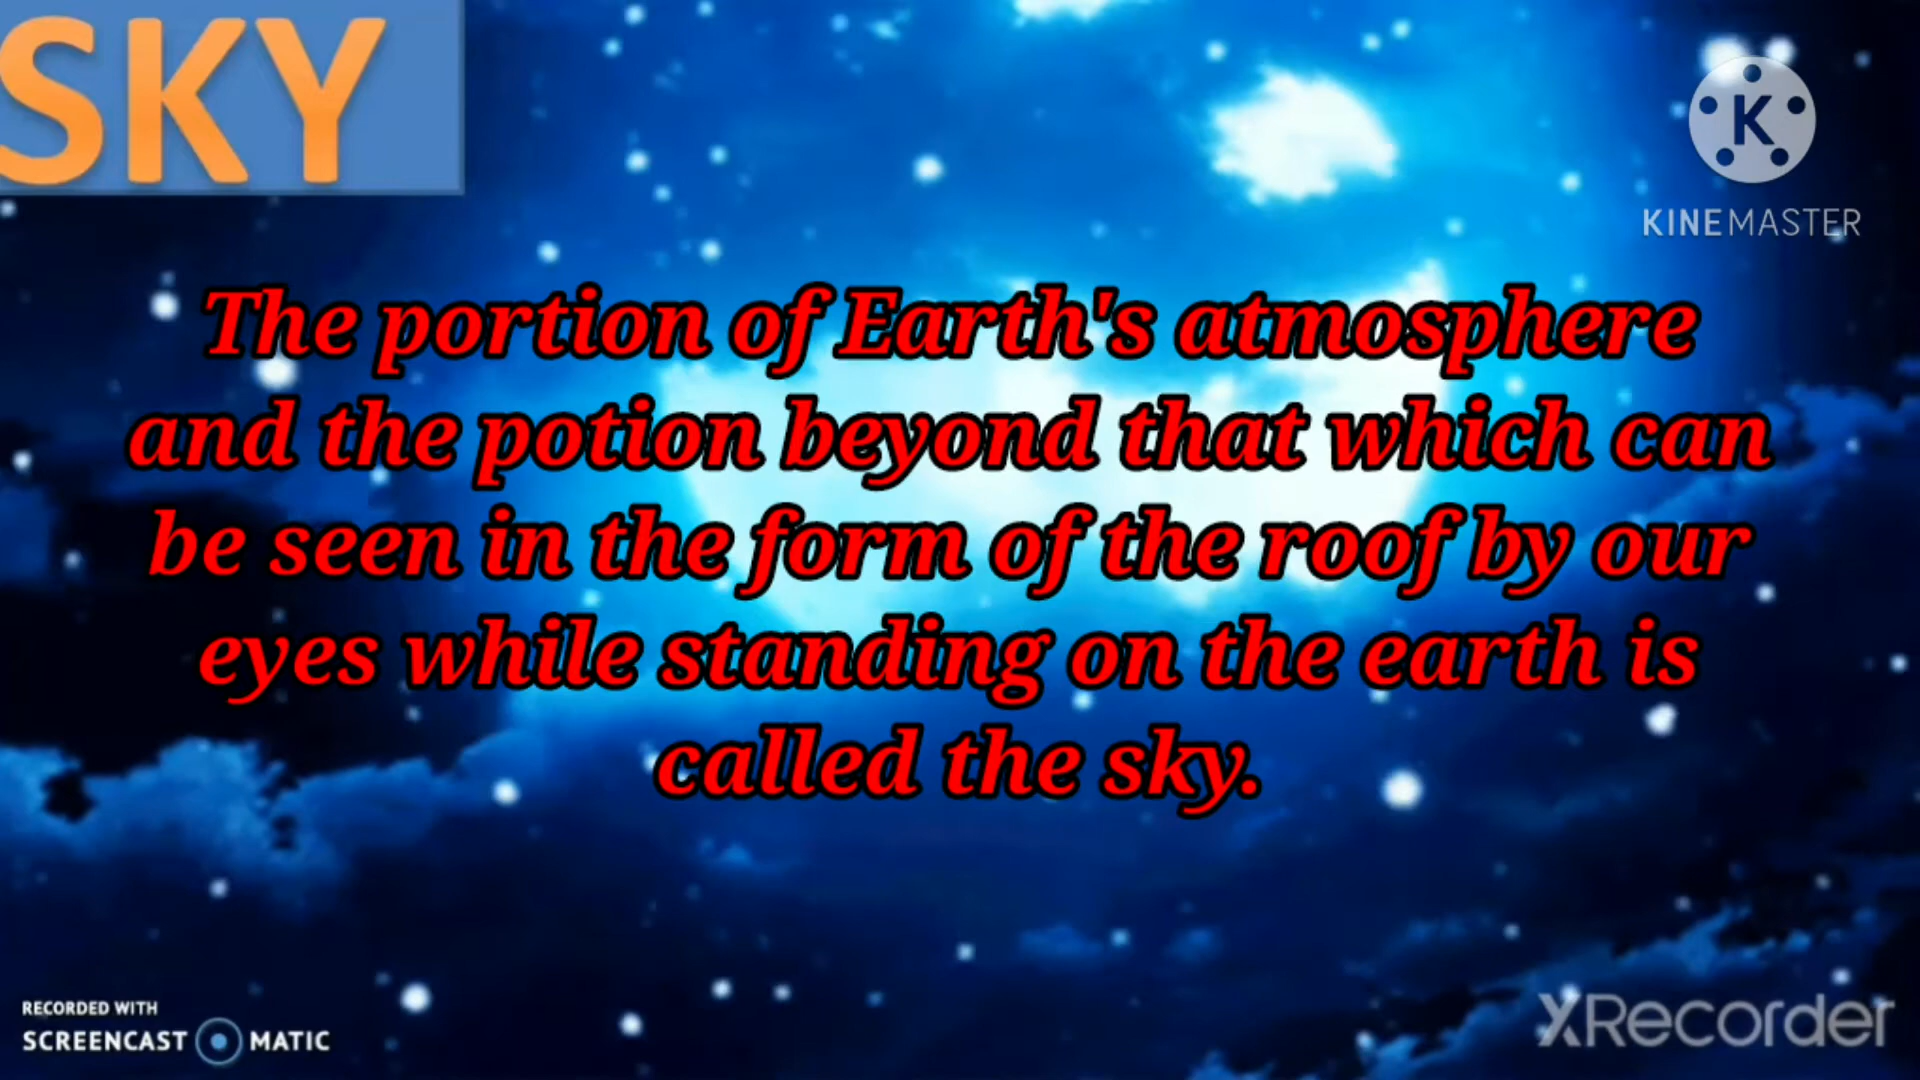 SKY
K
KINEMASTER
The portion of Earth's atmosphere
and the potion beyond that which can
be seen in the form of the roof by our
eyes while standing on the earth is
called the sky.
RECORDED WITH
SCREENCAST MATIC
XRecorder